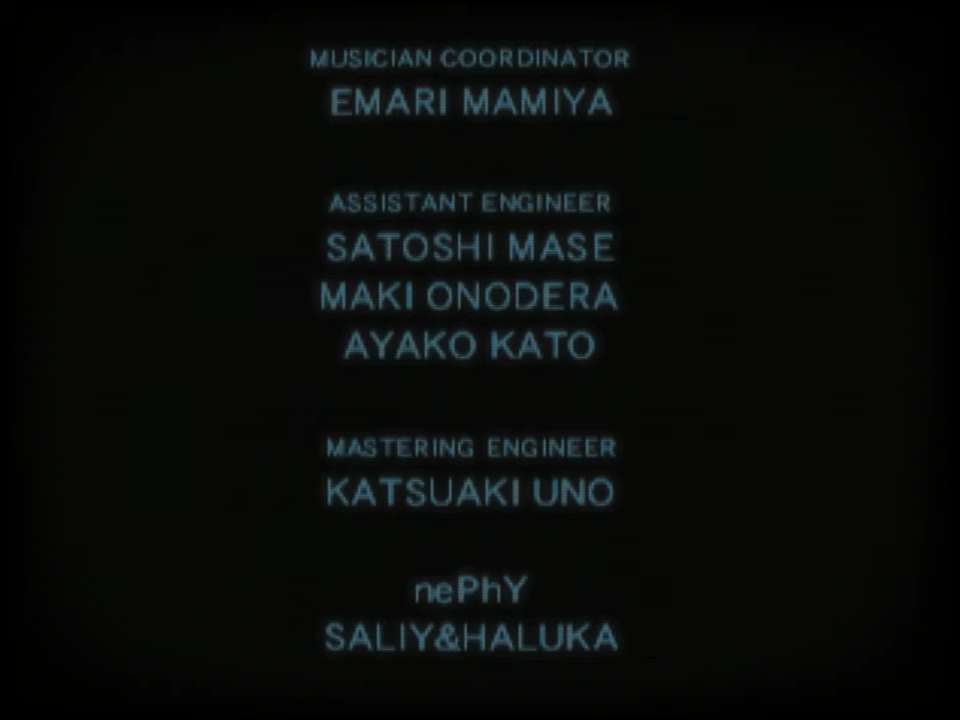 MUSICIAN COORDINATOR
EMARI MAMIYA
ASSISTANT ENGINEER
SATOSHI MASE
MAKI ONODERA
AYAKO KATO
MASTERING ENGINEER
KATSUAKI UNO
nePhY
SALIY&HALUKA